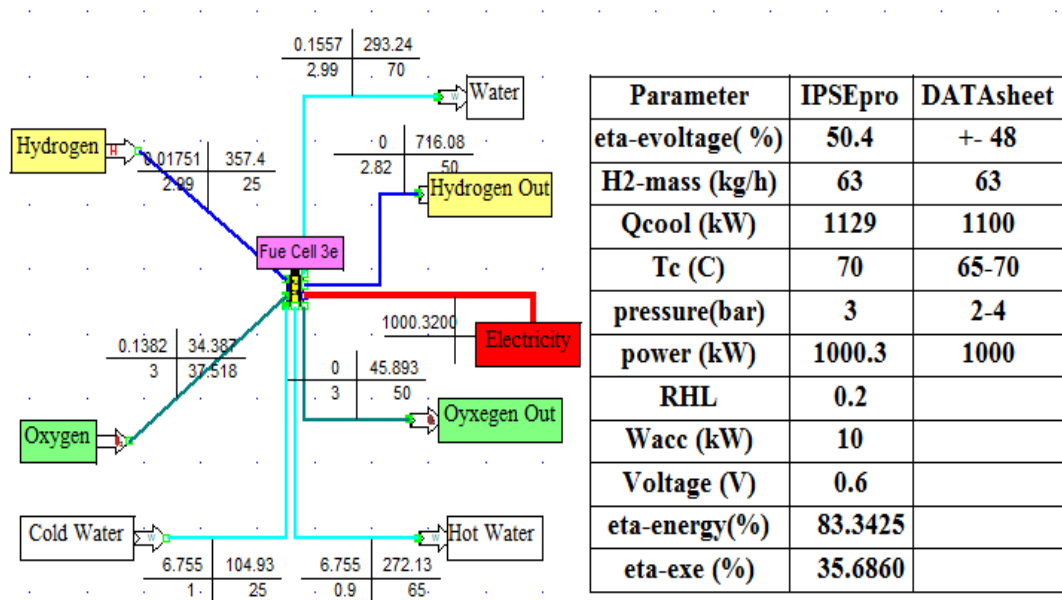 0.1557 293.24
2.99 70
Water
Hydrogen
H
0.01751 357.4
2.99 25
0 716.08
2.82 50
Hydrogen Out
Fue Cell 3e
1000.3200
Electricity
0.1382 34.387
3 37.518
0 45.893
3 50
Oxygen
Oyxegen Out
Cold Water
W
Hot Water
W
6.755 104.93
1 25
6.755 272.13
0.9 65
Parameter IPSEpro DATAsheet
eta-evoltage( %) 50.4 +- 48
H2-mass (kg/h) 63 63
Qcool (kW) 1129 1100
Tc (C) 70 65-70
pressure(bar) 3 2-4
power (kW) 1000.3 1000
RHL 0.2
Wacc (kW) 10
Voltage (V) 0.6
eta-energy(%) 83.3425
eta-exe (%) 35.6860